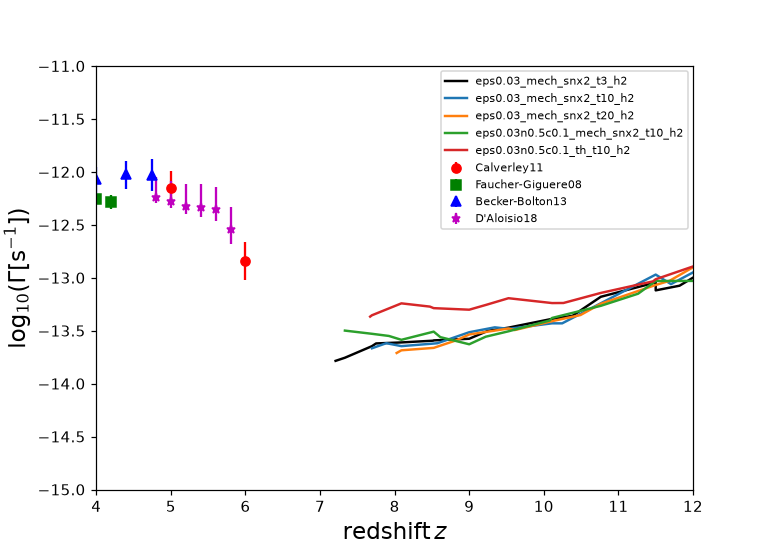 −11.0
−11.5
−12.0
−12.5
−13.0
−13.5
−14.0
−14.5
−15.0
log10(Γ[s−1])
eps0.03_mech_snx2_t3_h2
eps0.03_mech_snx2_t10_h2
eps0.03_mech_snx2_t20_h2
eps0.03n0.5c0.1_mech_snx2_t10_h2
eps0.03n0.5c0.1_th_t10_h2
Calverley11
Faucher-Giguere08
Becker-Bolton13
D'Aloisio18
4 5 6 7 8 9 10 11 12
redshift z